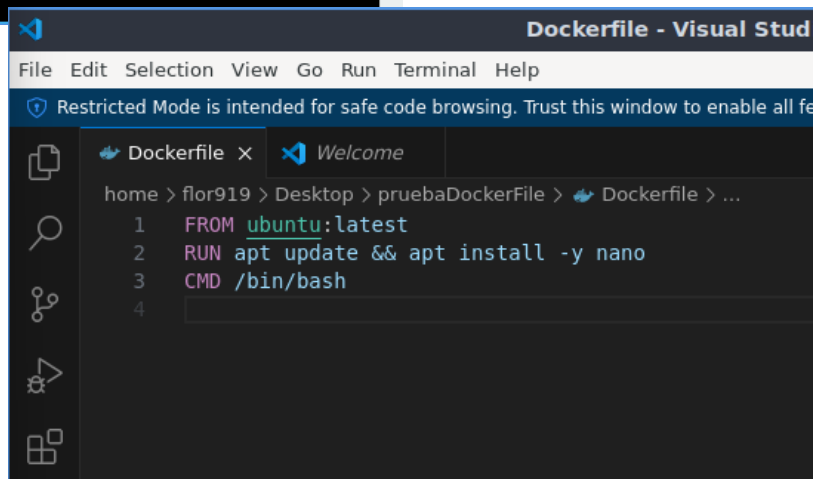 Dockerfile - Visual Stud
File Edit Selection View Go Run Terminal Help
Restricted Mode is intended for safe code browsing. Trust this window to enable all fe
Dockerfile × Welcome
home > flor919 > Desktop > pruebaDockerFile > Dockerfile > ...
1 FROM ubuntu:latest
2 RUN apt update && apt install -y nano
3 CMD /bin/bash
4